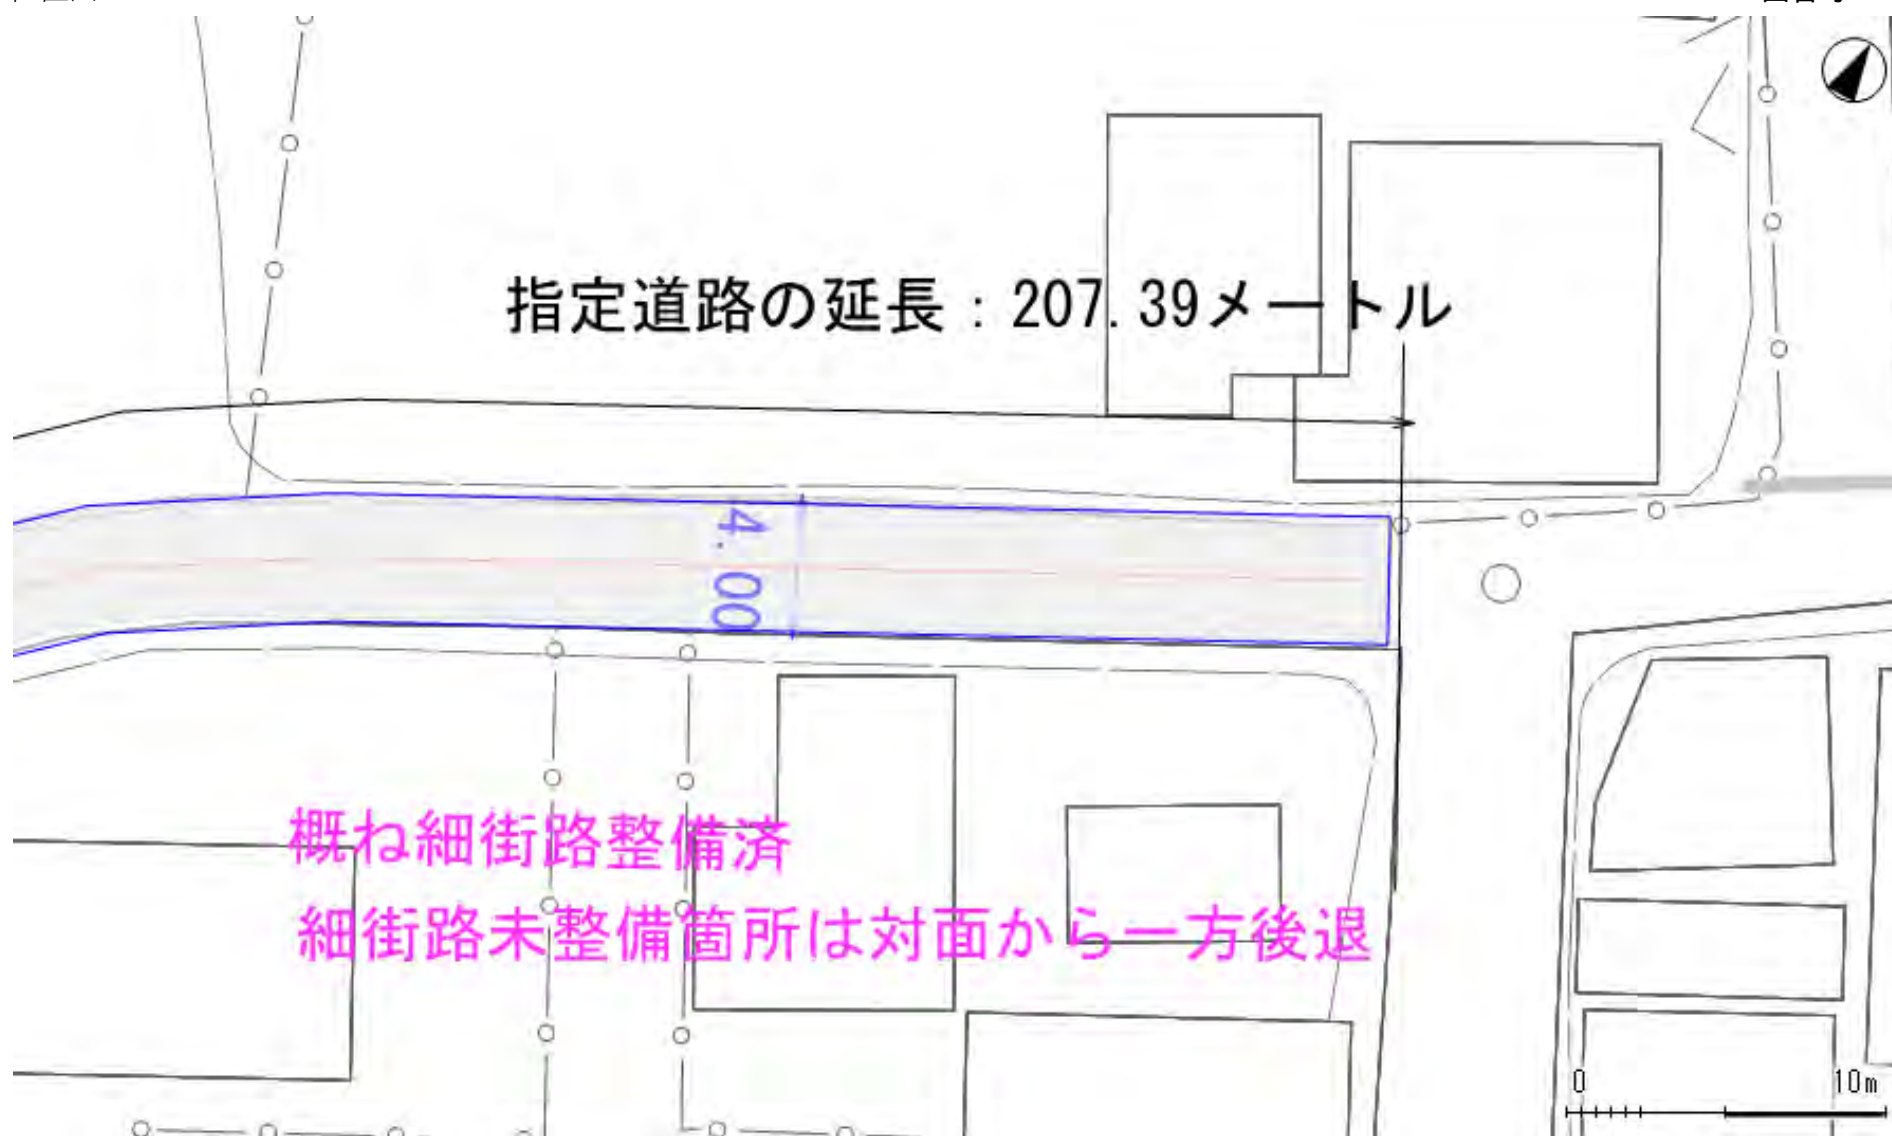 指定道路の延長：207.39メートル
4.00
概ね細街路整備済
細街路未整備箇所は対面から一方後退
0 10m